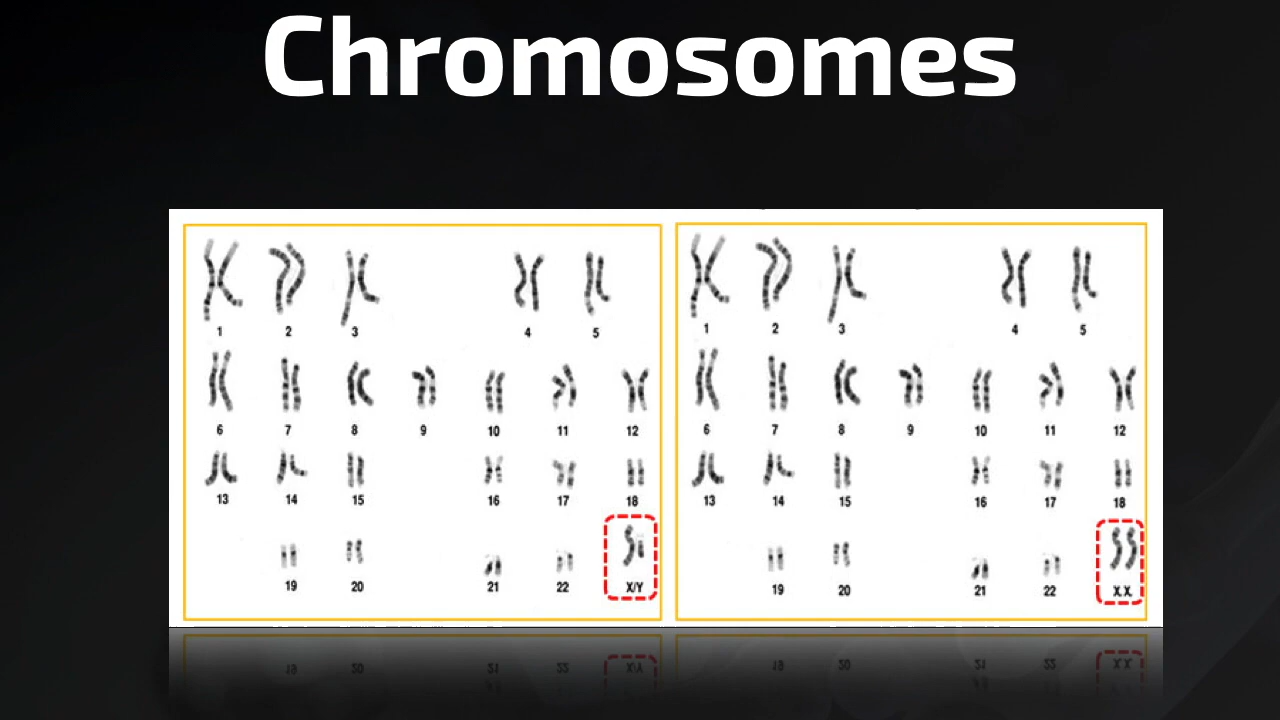 Chromosomes
1 2 3 4 5
6 7 8 9 10 11 12
13 14 15 16 17 18
19 20 21 22 X/Y
1 2 3 4 5
6 7 8 9 10 11 12
13 14 15 16 17 18
19 20 21 22 X X